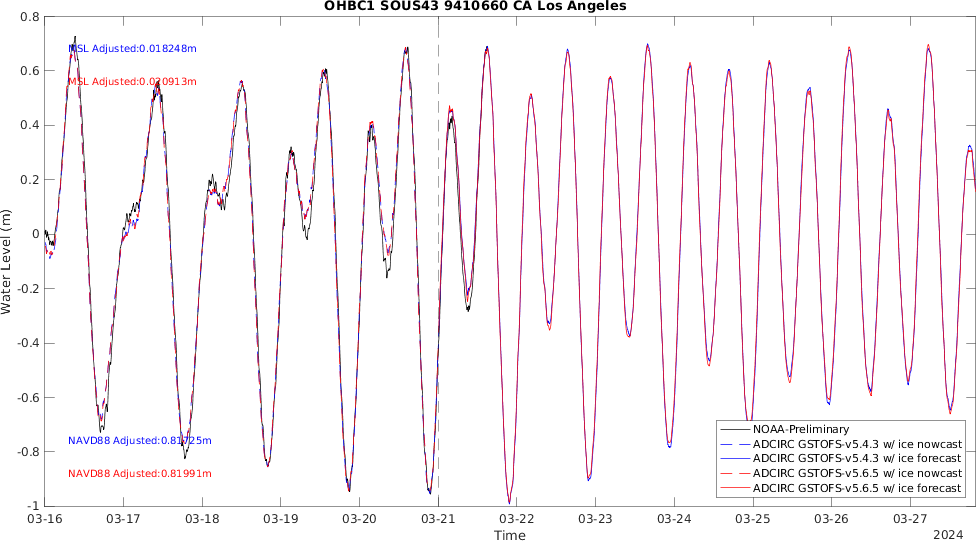 OHBC1 SOUS43 9410660 CA Los Angeles
0.8
0.6
0.4
0.2
0
-0.2
-0.4
-0.6
-0.8
-1
Water Level (m)
MSL Adjusted:0.018248m
MSL Adjusted:0.020913m
NAVD88 Adjusted:0.81725m
NAVD88 Adjusted:0.81991m
NOAA-Preliminary
ADCIRC GSTOFS-v5.4.3 w/ ice nowcast
ADCIRC GSTOFS-v5.4.3 w/ ice forecast
ADCIRC GSTOFS-v5.6.5 w/ ice nowcast
ADCIRC GSTOFS-v5.6.5 w/ ice forecast
03-16 03-17 03-18 03-19 03-20 03-21 03-22 03-23 03-24 03-25 03-26 03-27
Time
2024